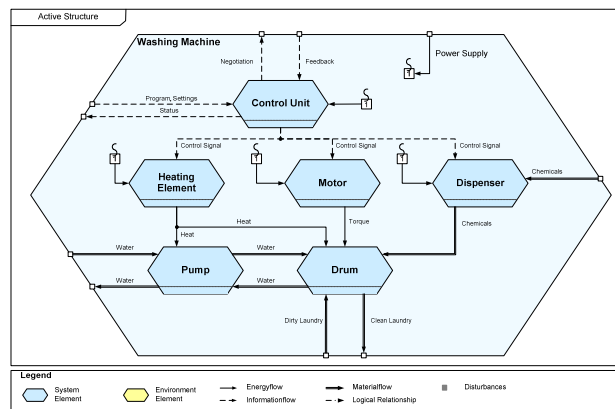 Active Structure
Washing Machine
Negotiation
Feedback
Power Supply
Program, Settings
Control Unit
Status
Control Signal
Control Signal
Control Signal
Heating
Element
Motor
Dispenser
Chemicals
Heat
Torque
Chemicals
Heat
Water
Water
Pump
Drum
Water
Water
Dirty Laundry
Clean Laundry
Legend
System
Element
Environment
Element
Energyflow
Informationflow
Materialflow
Logical Relationship
Disturbances